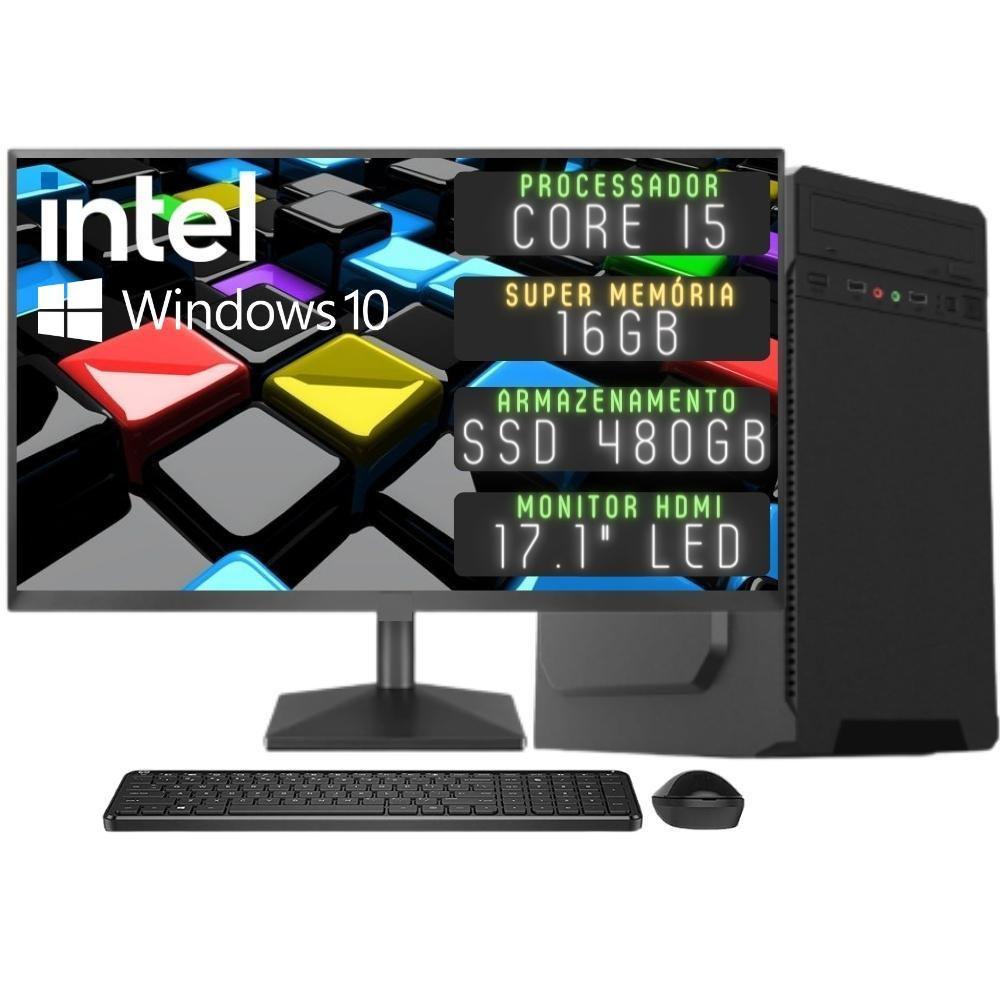 intel
Windows 10
PROCESSADOR
CORE I5
SUPER MEMÓRIA
16GB
ARMAZENAMENTO
SSD 480GB
MONITOR HDMI
17.1" LED